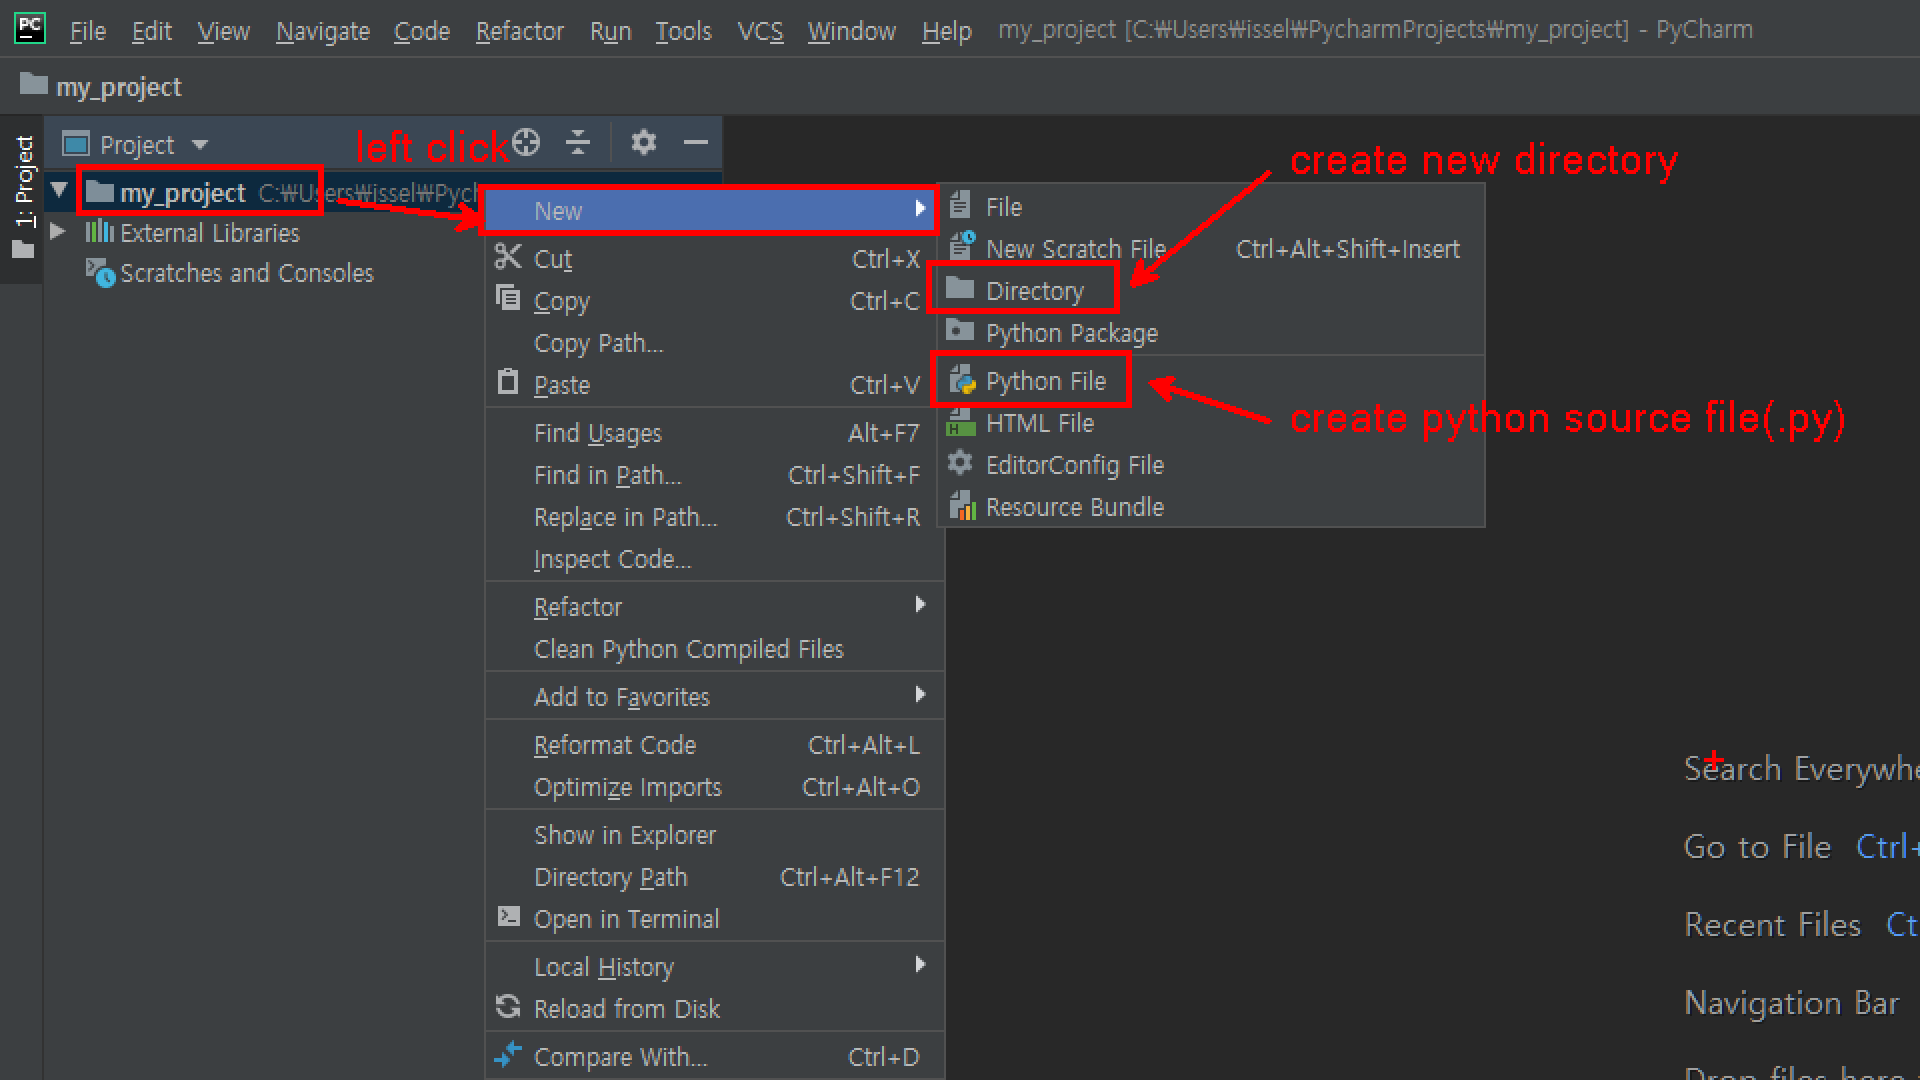 PC
File Edit View Navigate Code Refactor Run Tools VCS Window Help my_project [C:₩Users₩issel₩PycharmProjects₩my_project] - PyCharm
my_project
1: Project
Project
left click
my_project C:₩Users₩issel₩Pych
External Libraries
Scratches and Consoles
New
Cut Ctrl+X
Copy Ctrl+C
Copy Path...
Paste Ctrl+V
Find Usages Alt+F7
Find in Path... Ctrl+Shift+F
Replace in Path... Ctrl+Shift+R
Inspect Code...
Refactor
Clean Python Compiled Files
Add to Favorites
Reformat Code Ctrl+Alt+L
Optimize Imports Ctrl+Alt+O
Show in Explorer
Directory Path Ctrl+Alt+F12
Open in Terminal
Local History
Reload from Disk
Compare With... Ctrl+D
create new directory
File
New Scratch File Ctrl+Alt+Shift+Insert
Directory
Python Package
Python File
create python source file(.py)
HTML File
EditorConfig File
Resource Bundle
Search Everywhe
Go to File Ctrl+
Recent Files Ct
Navigation Bar
Drop files here